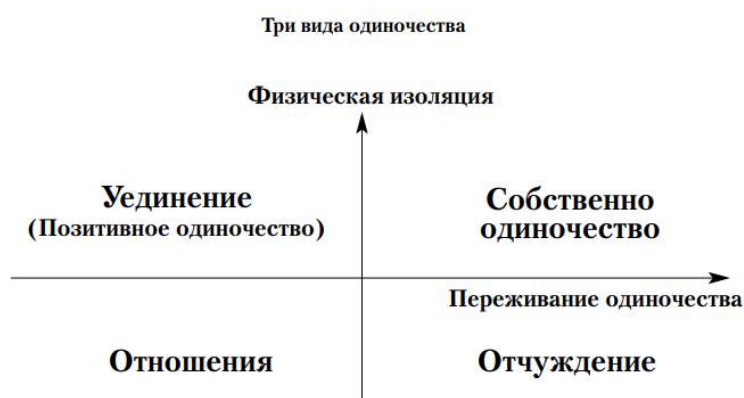 Три вида одиночества
Физическая изоляция
Уединение
(Позитивное одиночество)
Собственно
одиночество
Переживание одиночества
Отношения
Отчуждение